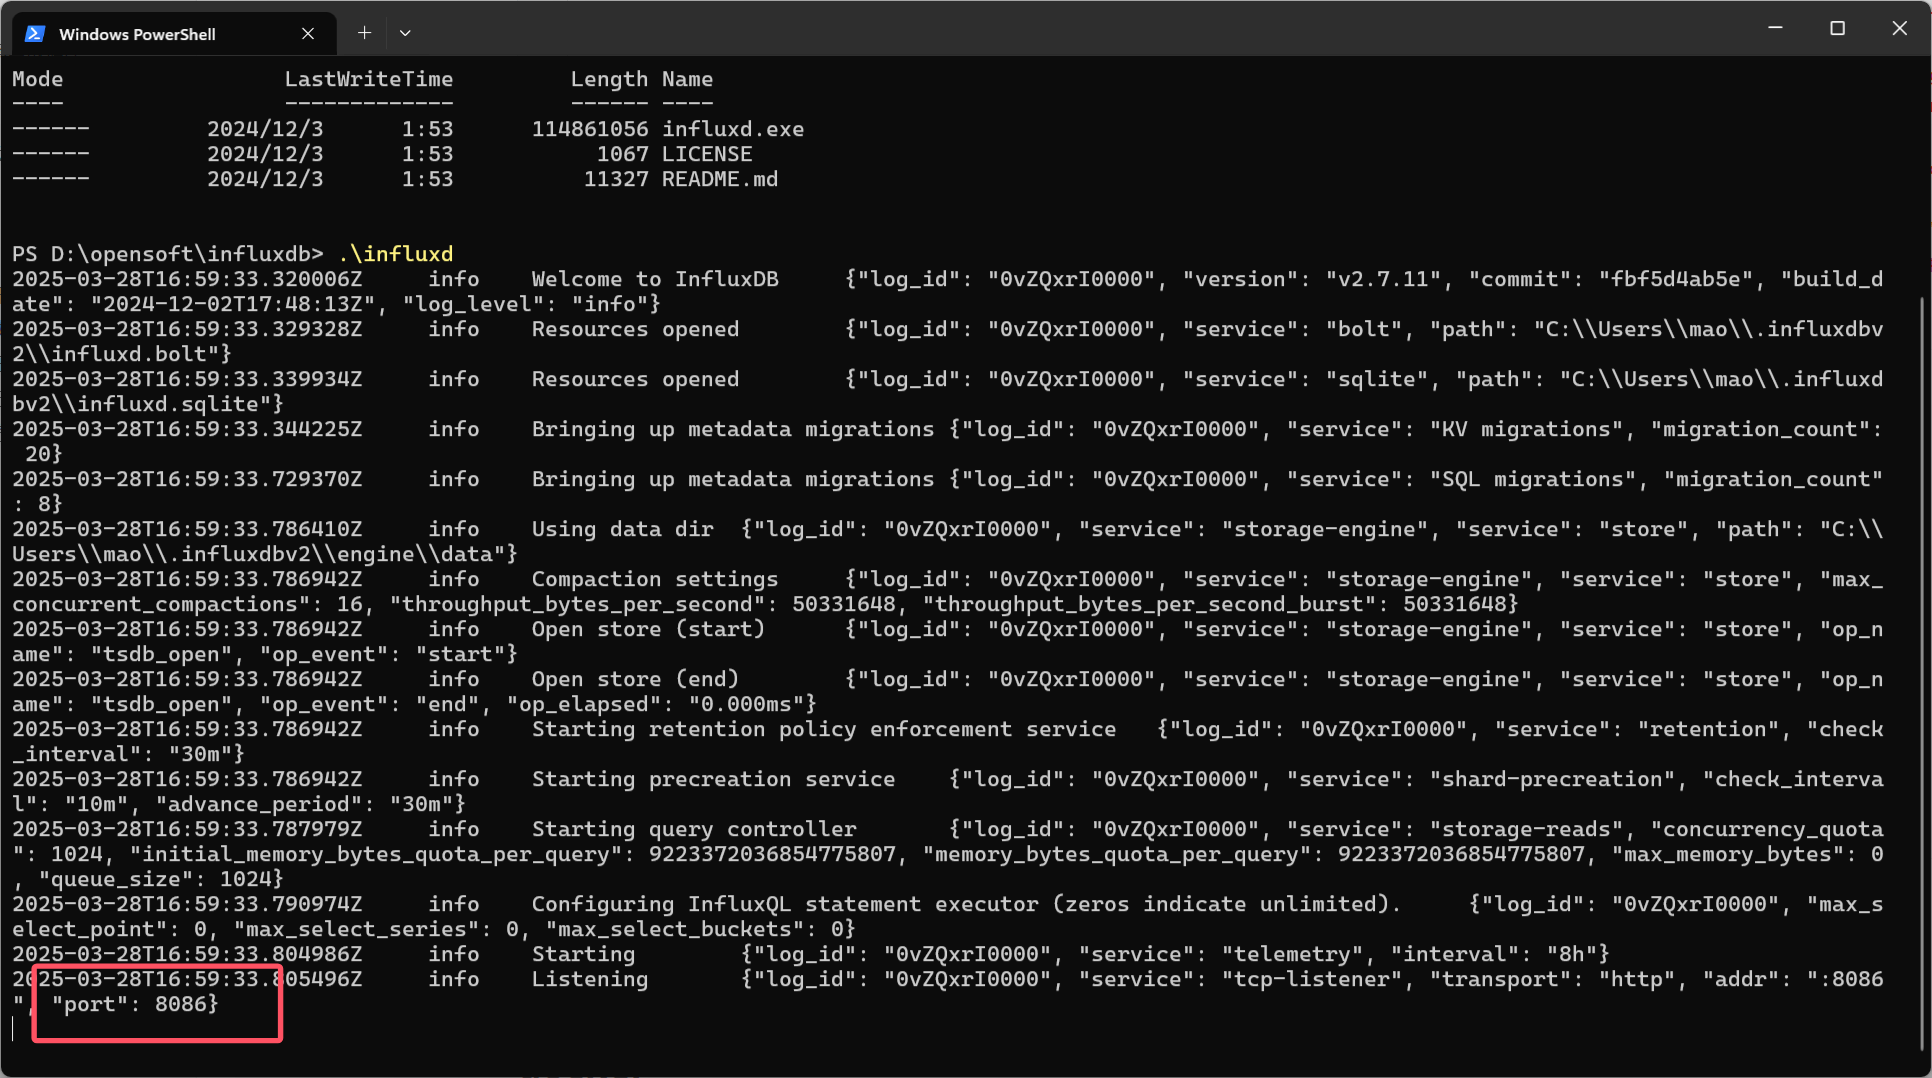 Windows PowerShell
Mode                 LastWriteTime         Length Name
----                 -------------         ------ ----
------         2024/12/3      1:53      114861056 influxd.exe
------         2024/12/3      1:53           1067 LICENSE
------         2024/12/3      1:53          11327 README.md
PS D:\opensoft\influxdb> .\influxd
2025-03-28T16:59:33.320006Z     info    Welcome to InfluxDB     {"log_id": "0vZQxrI0000", "version": "v2.7.11", "commit": "fbf5d4ab5e", "build_d
ate": "2024-12-02T17:48:13Z", "log_level": "info"}
2025-03-28T16:59:33.329328Z     info    Resources opened        {"log_id": "0vZQxrI0000", "service": "bolt", "path": "C:\\Users\\mao\\.influxdbv
2\\influxd.bolt"}
2025-03-28T16:59:33.339934Z     info    Resources opened        {"log_id": "0vZQxrI0000", "service": "sqlite", "path": "C:\\Users\\mao\\.influxd
bv2\\influxd.sqlite"}
2025-03-28T16:59:33.344225Z     info    Bringing up metadata migrations {"log_id": "0vZQxrI0000", "service": "KV migrations", "migration_count":
 20}
2025-03-28T16:59:33.729370Z     info    Bringing up metadata migrations {"log_id": "0vZQxrI0000", "service": "SQL migrations", "migration_count"
: 8}
2025-03-28T16:59:33.786410Z     info    Using data dir  {"log_id": "0vZQxrI0000", "service": "storage-engine", "service": "store", "path": "C:\\
Users\\mao\\.influxdbv2\\engine\\data"}
2025-03-28T16:59:33.786942Z     info    Compaction settings     {"log_id": "0vZQxrI0000", "service": "storage-engine", "service": "store", "max_
concurrent_compactions": 16, "throughput_bytes_per_second": 50331648, "throughput_bytes_per_second_burst": 50331648}
2025-03-28T16:59:33.786942Z     info    Open store (start)      {"log_id": "0vZQxrI0000", "service": "storage-engine", "service": "store", "op_n
ame": "tsdb_open", "op_event": "start"}
2025-03-28T16:59:33.786942Z     info    Open store (end)        {"log_id": "0vZQxrI0000", "service": "storage-engine", "service": "store", "op_n
ame": "tsdb_open", "op_event": "end", "op_elapsed": "0.000ms"}
2025-03-28T16:59:33.786942Z     info    Starting retention policy enforcement service   {"log_id": "0vZQxrI0000", "service": "retention", "check
_interval": "30m"}
2025-03-28T16:59:33.786942Z     info    Starting precreation service    {"log_id": "0vZQxrI0000", "service": "shard-precreation", "check_interva
l": "10m", "advance_period": "30m"}
2025-03-28T16:59:33.787979Z     info    Starting query controller       {"log_id": "0vZQxrI0000", "service": "storage-reads", "concurrency_quota
": 1024, "initial_memory_bytes_quota_per_query": 9223372036854775807, "memory_bytes_quota_per_query": 9223372036854775807, "max_memory_bytes": 0
, "queue_size": 1024}
2025-03-28T16:59:33.790974Z     info    Configuring InfluxQL statement executor (zeros indicate unlimited).     {"log_id": "0vZQxrI0000", "max_s
elect_point": 0, "max_select_series": 0, "max_select_buckets": 0}
2025-03-28T16:59:33.804986Z     info    Starting        {"log_id": "0vZQxrI0000", "service": "telemetry", "interval": "8h"}
2025-03-28T16:59:33.805496Z     info    Listening       {"log_id": "0vZQxrI0000", "service": "tcp-listener", "transport": "http", "addr": ":8086
", "port": 8086}